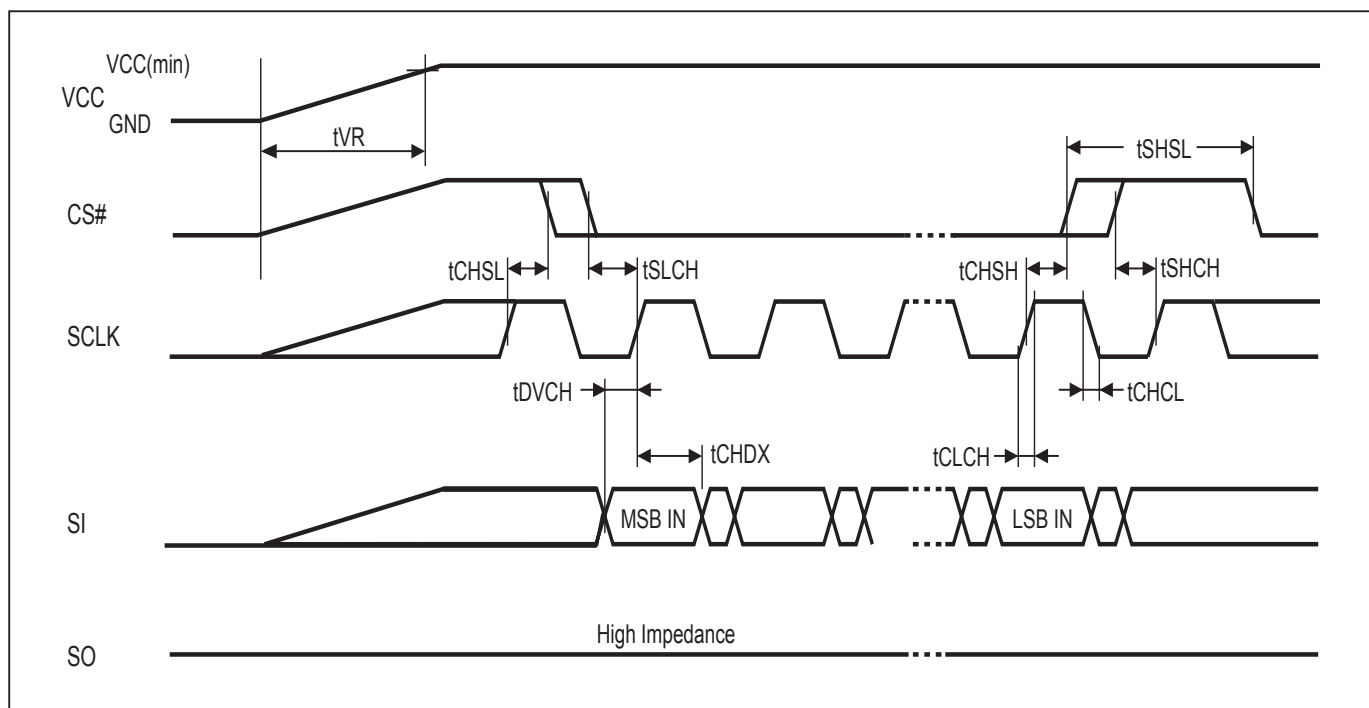 VCC(min)
VCC
GND
tVR
tSHSL
CS#
tCHSL
tSLCH
tCHSH
tSHCH
SCLK
tDVCH
tCHCL
tCHDX
tCLCH
SI
MSB IN
LSB IN
High Impedance
SO